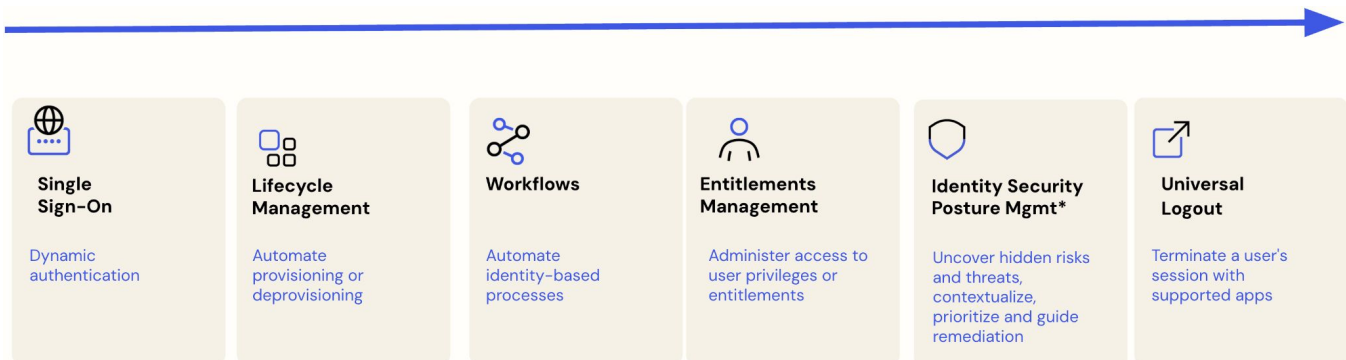 Single
Sign-On
Dynamic
authentication
Lifecycle
Management
Automate
provisioning or
deprovisioning
Workflows
Automate
identity-based
processes
Entitlements
Management
Administer access to
user privileges or
entitlements
Identity Security
Posture Mgmt*
Uncover hidden risks
and threats,
contextualize,
prioritize and guide
remediation
Universal
Logout
Terminate a user's
session with
supported apps